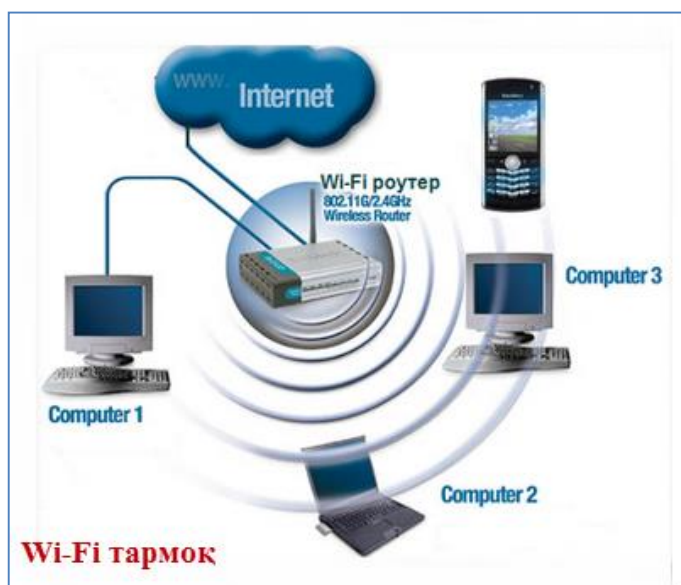 www.
Internet
Wi-Fi роутер
802.11G/2.4GHz
Wireless Router
Computer 3
Computer 1
Computer 2
Wi-Fi тармоқ